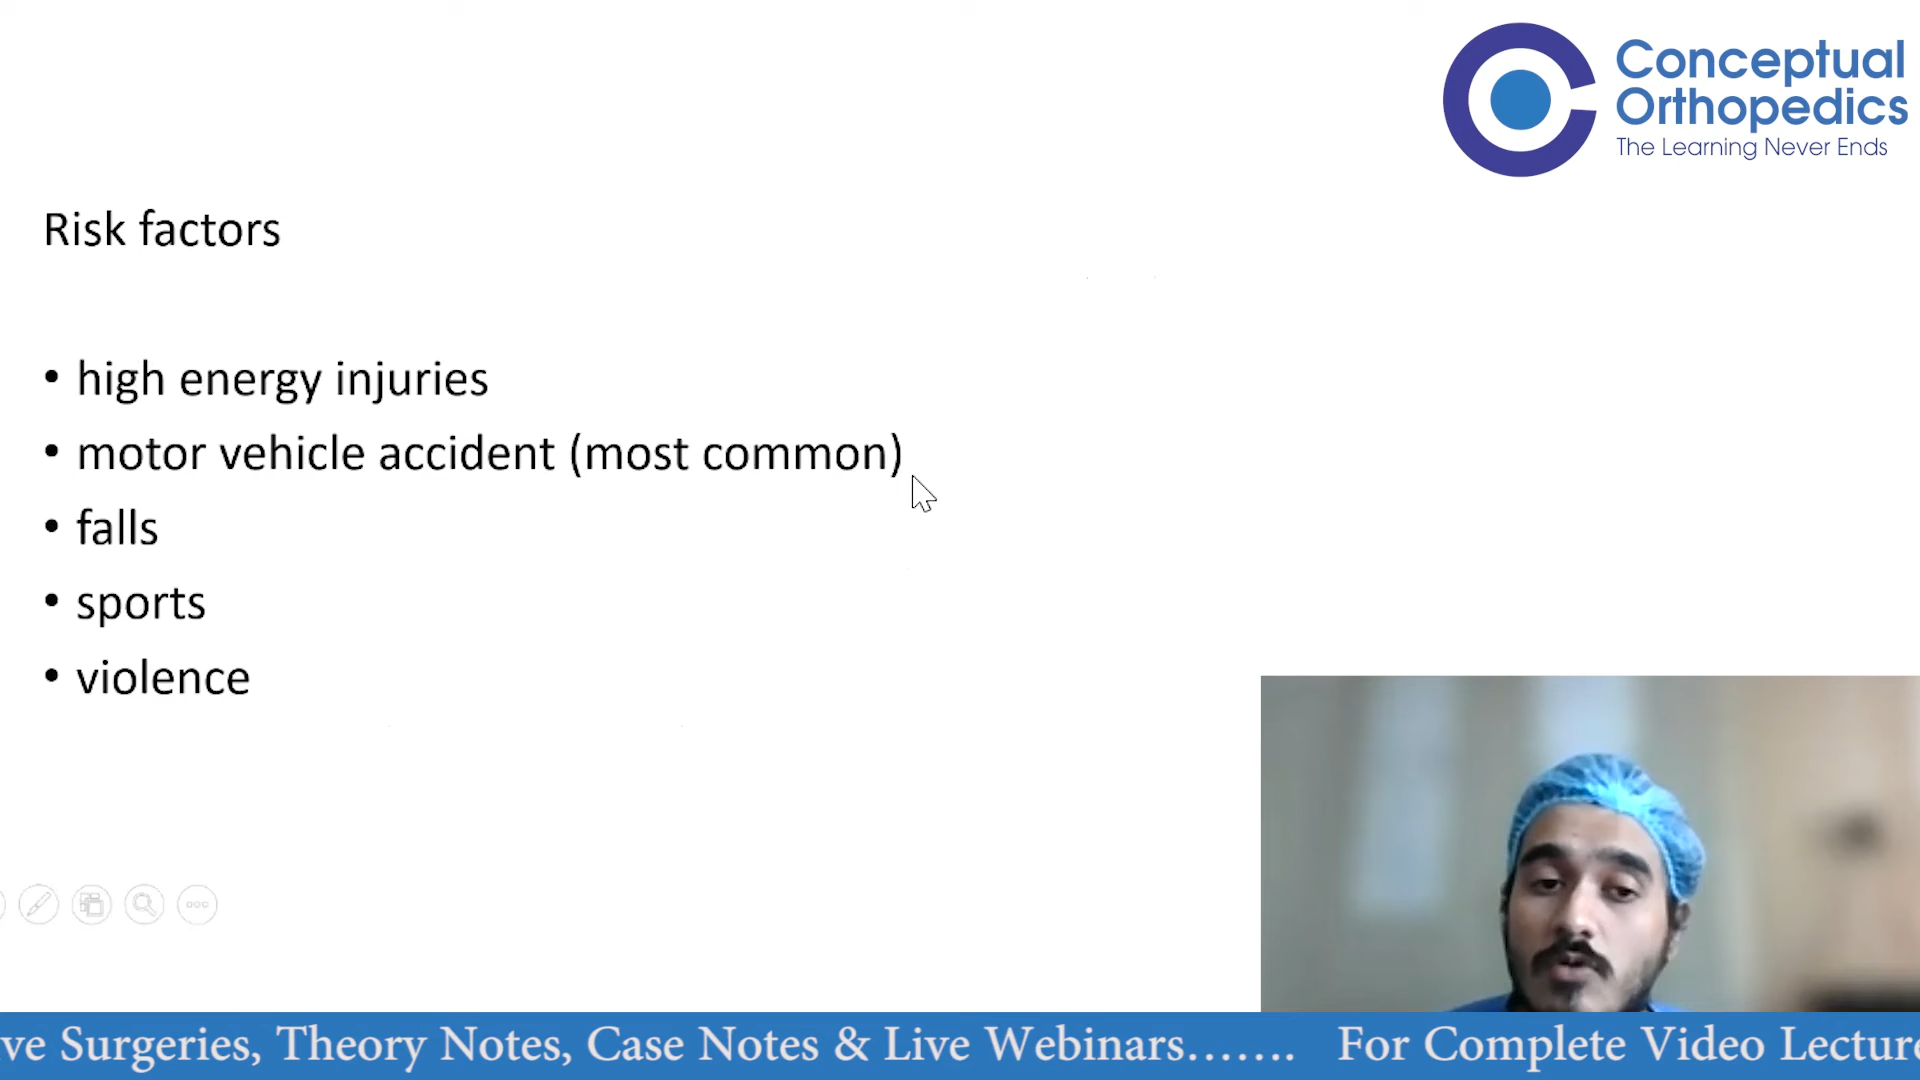 Conceptual
Orthopedics
The Learning Never Ends
Risk factors
• high energy injuries
• motor vehicle accident (most common)
• falls
• sports
• violence
ve Surgeries, Theory Notes, Case Notes & Live Webinars....... For Complete Video Lecture